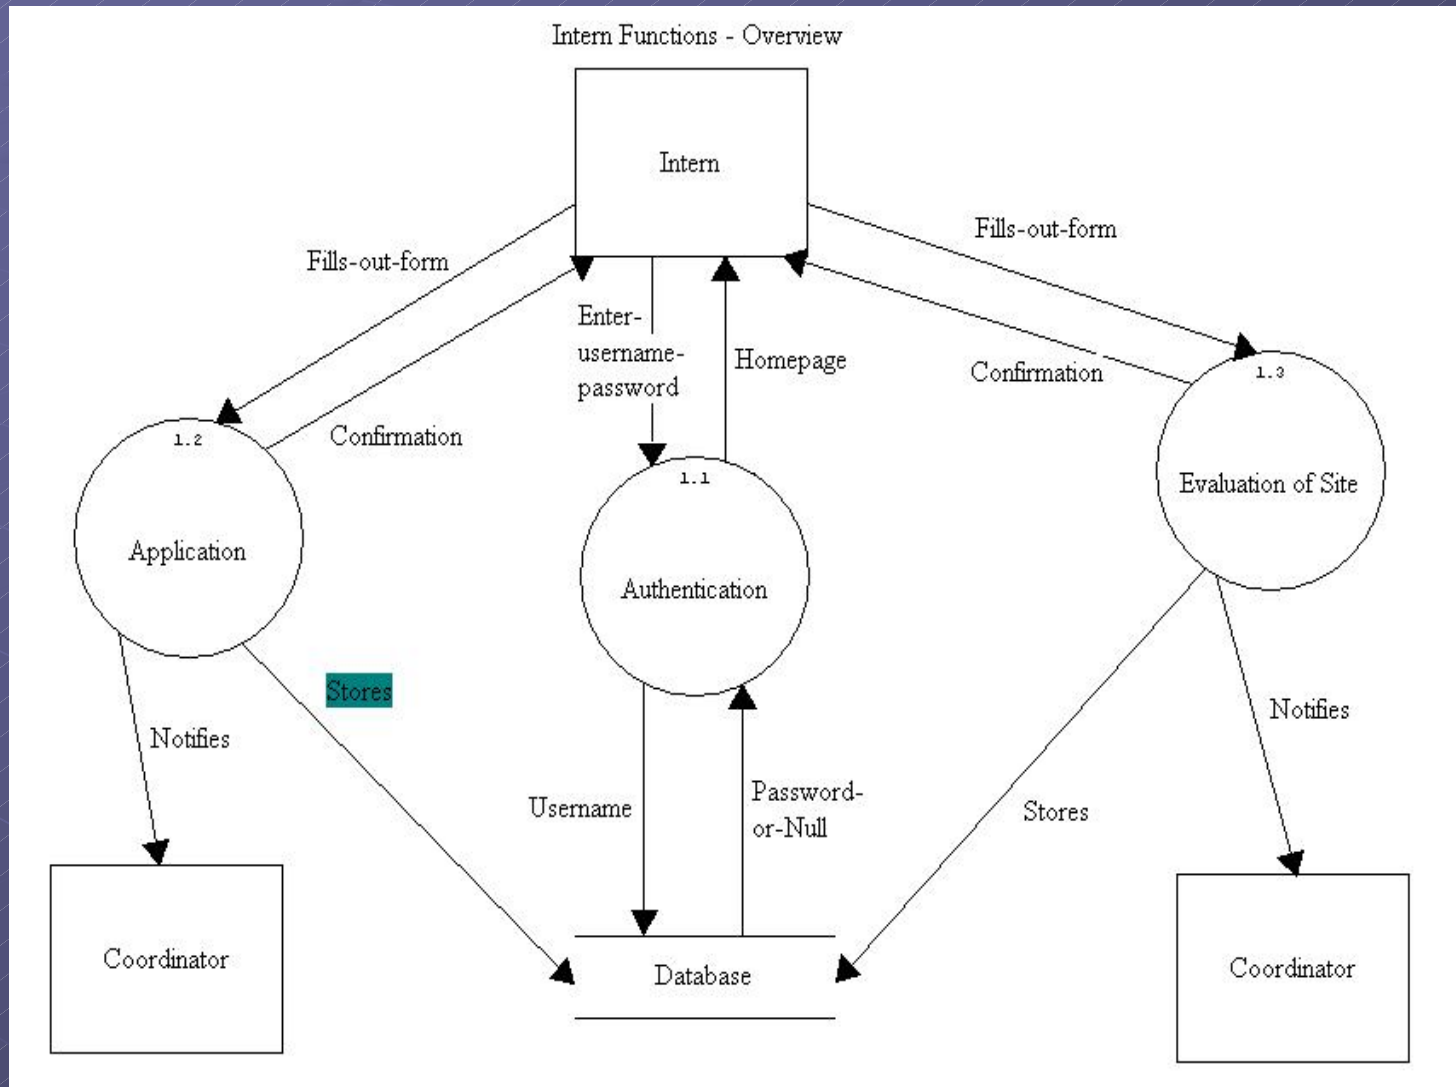 Intern Functions - Overview
Intern
Fills-out-form
Fills-out-form
Enter-
username-
password
Homepage
Confirmation
Confirmation
1.2
Application
1.1
Authentication
1.3
Evaluation of Site
Stores
Notifies
Notifies
Username
Password-
or-Null
Stores
Coordinator
Database
Coordinator